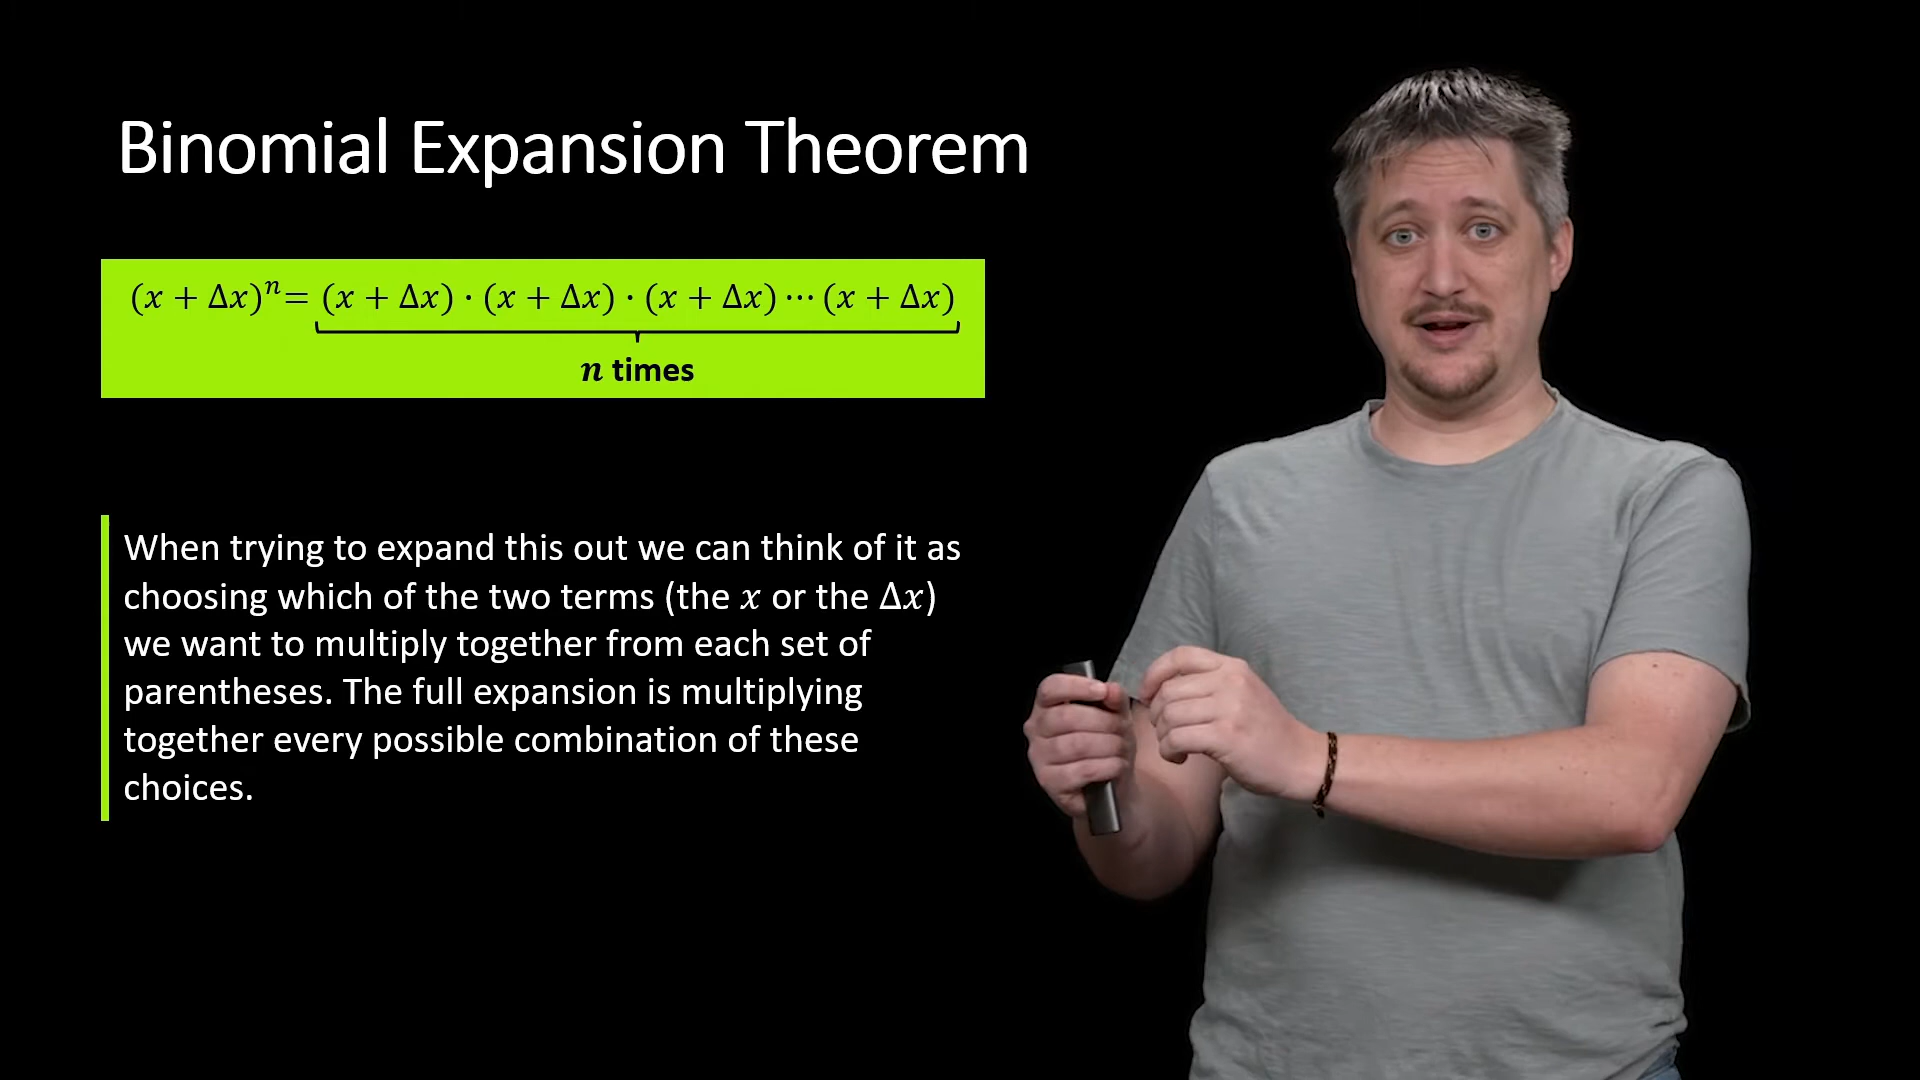 Binomial Expansion Theorem
(𝑥 + Δ𝑥)ⁿ= (𝑥 + Δ𝑥) · (𝑥 + Δ𝑥) · (𝑥 + Δ𝑥) ⋯ (𝑥 + Δ𝑥)
𝒏 times
When trying to expand this out we can think of it as
choosing which of the two terms (the 𝑥 or the Δ𝑥)
we want to multiply together from each set of
parentheses. The full expansion is multiplying
together every possible combination of these
choices.